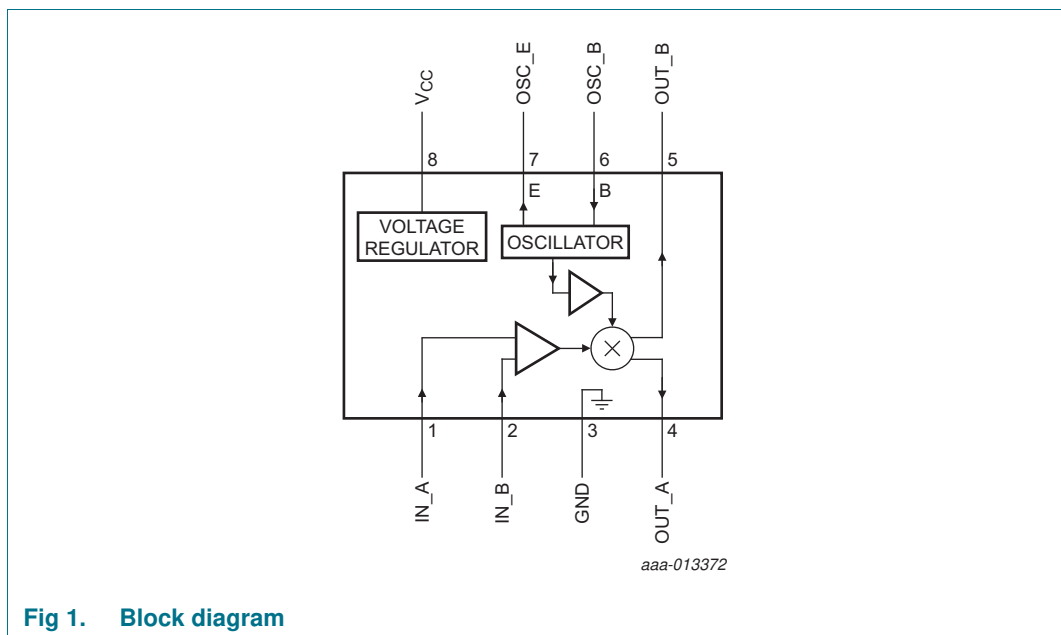 VCC
OSC_E
OSC_B
OUT_B
8
7
6
5
E
B
VOLTAGE
REGULATOR
OSCILLATOR
1
2
3
4
IN_A
IN_B
GND
OUT_A
aaa-013372
Fig 1. Block diagram